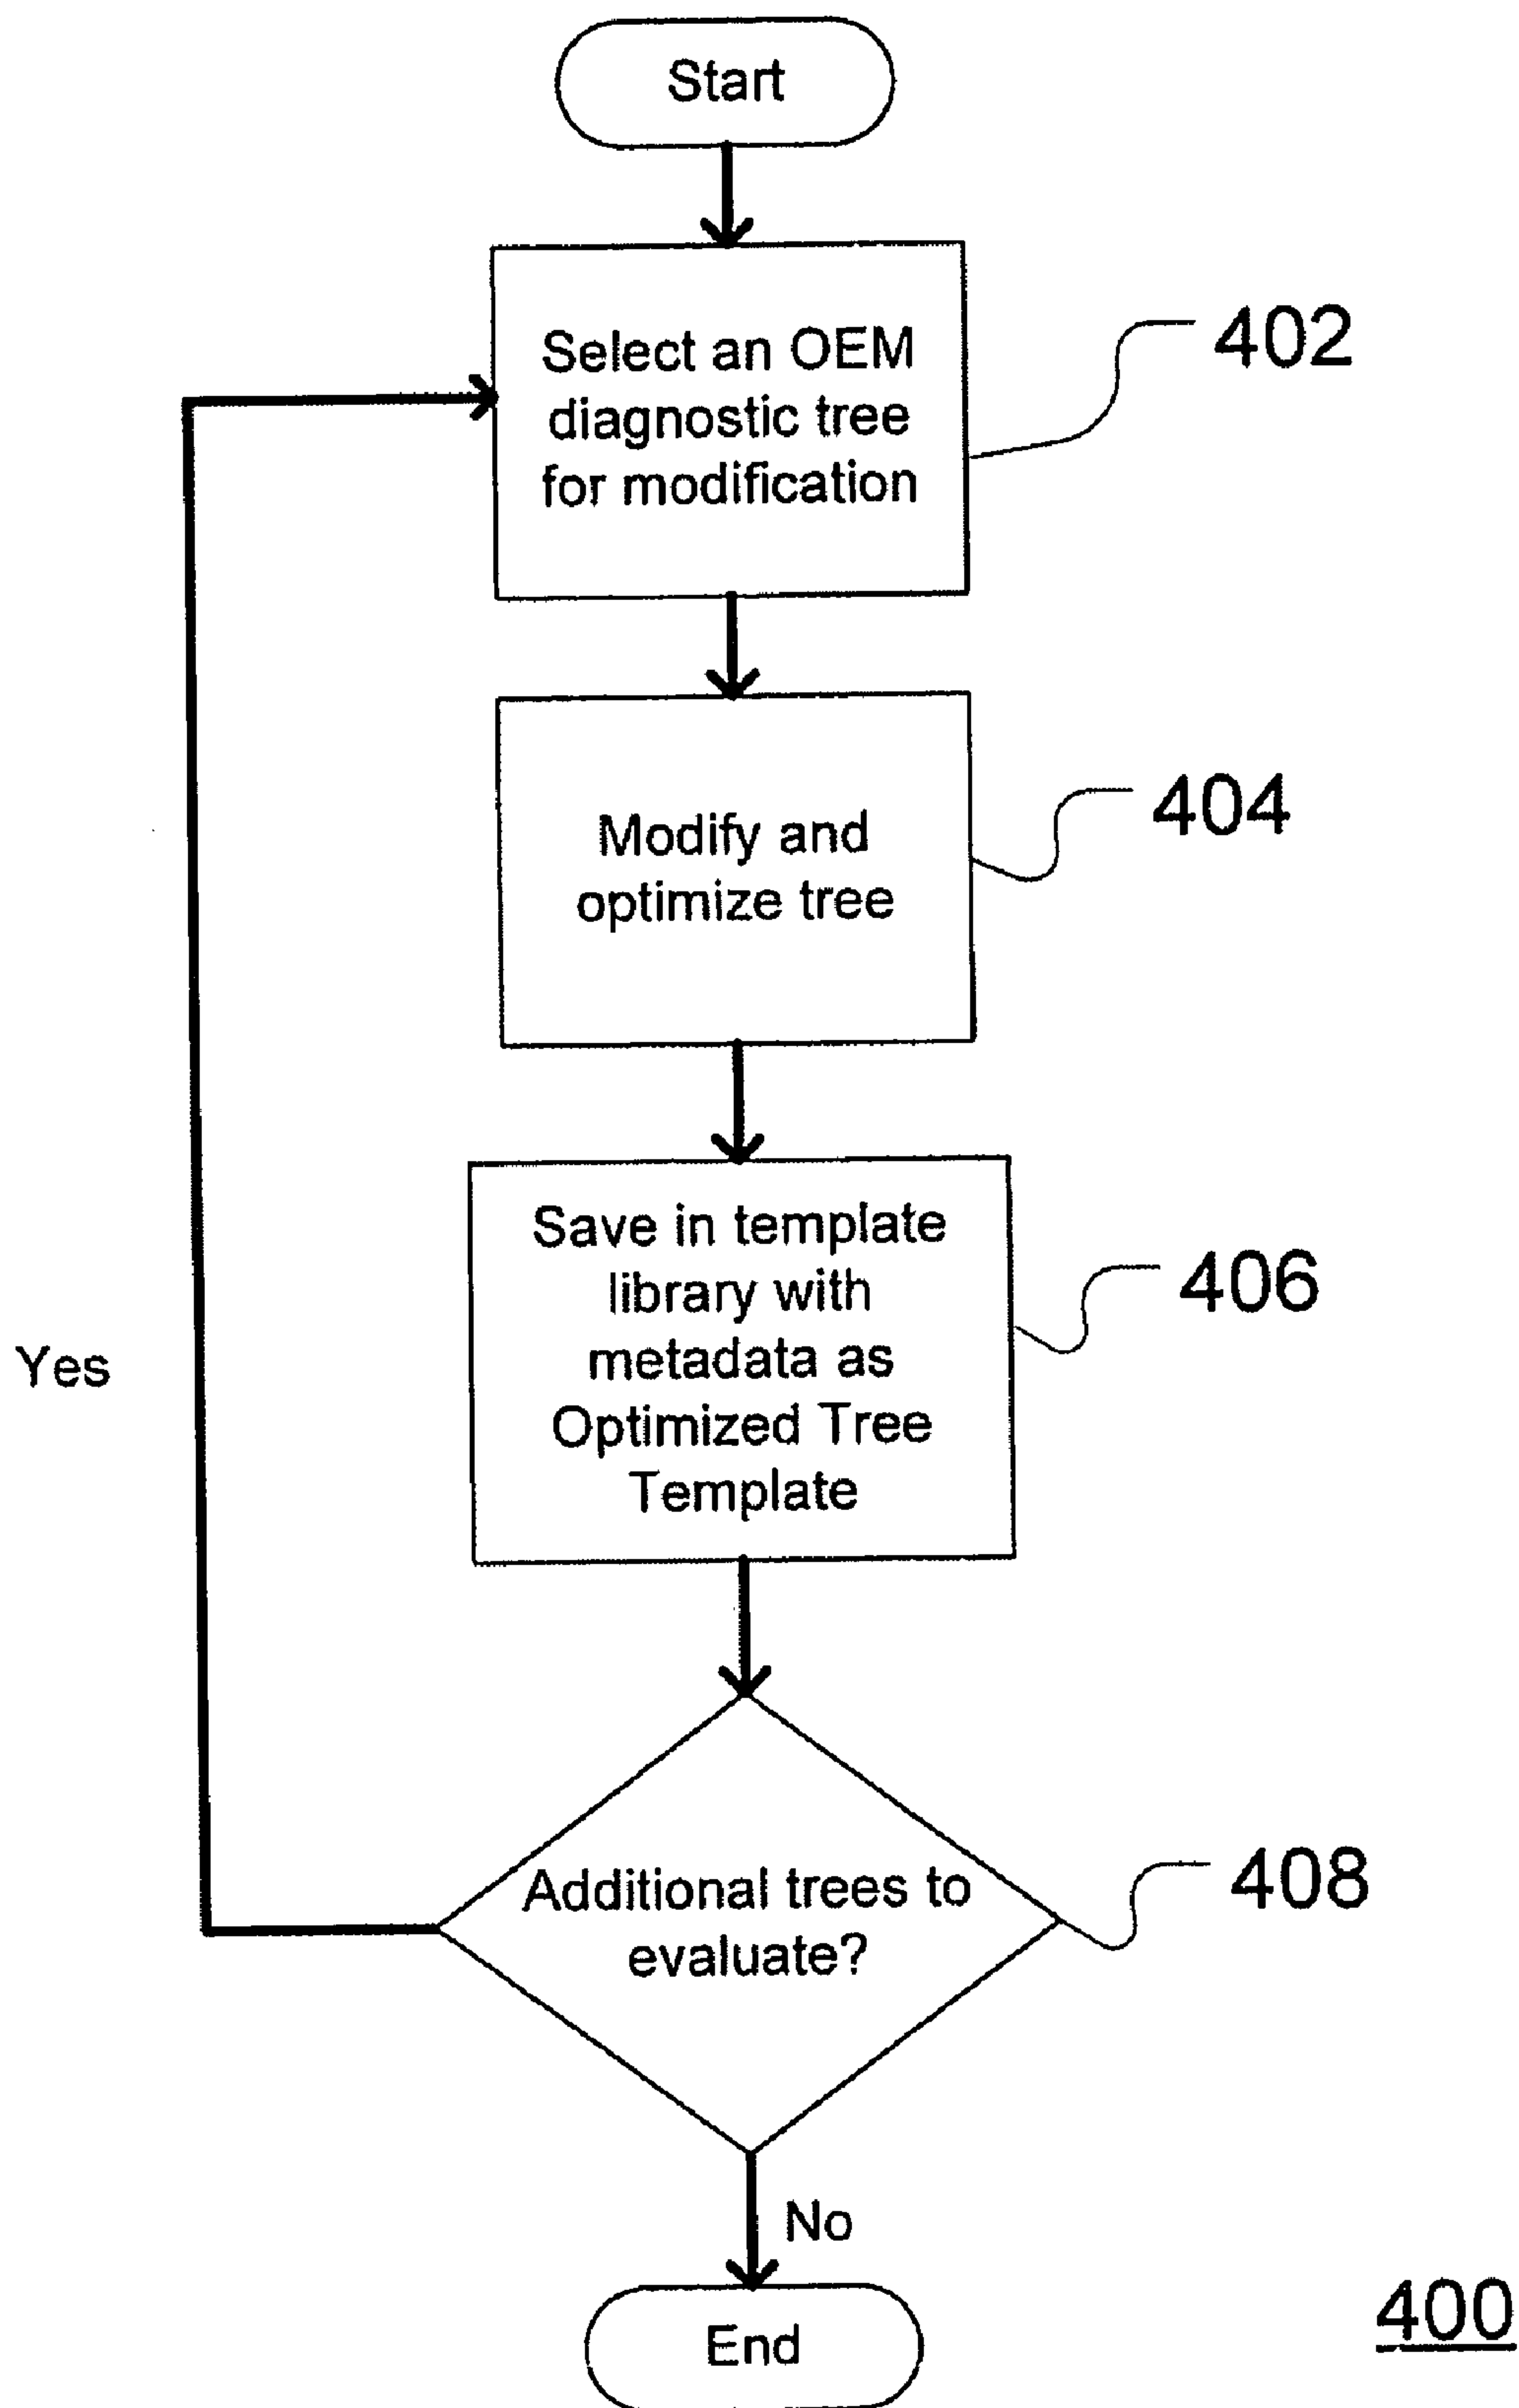 Start
Select an OEM
diagnostic tree
for modification
402
Modify and
optimize tree
404
Save in template
library with
metadata as
Optimized Tree
Template
406
Yes
Additional trees to
evaluate?
408
No
End
400